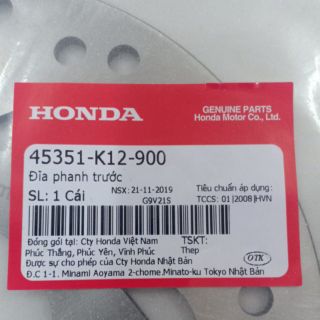 HONDA
GENUINE PARTS
Honda Motor Co., Ltd.
45351-K12-900
Đĩa phanh trước
SL: 1 Cái
NSX: 21-11-2019
G9V21S
Tiêu chuẩn áp dụng:
TCCS: 01|2008|HVN
Đóng gói tại: Cty Honda Việt Nam
Phúc Thắng, Phúc Yên, Vĩnh Phúc
TSKT:
Thep
Được sự cho phép của Cty Honda Nhật Bản
Đ.C 1-1. Minami Aoyama 2-chome.Minato-ku Tokyo Nhật Bản
OTK